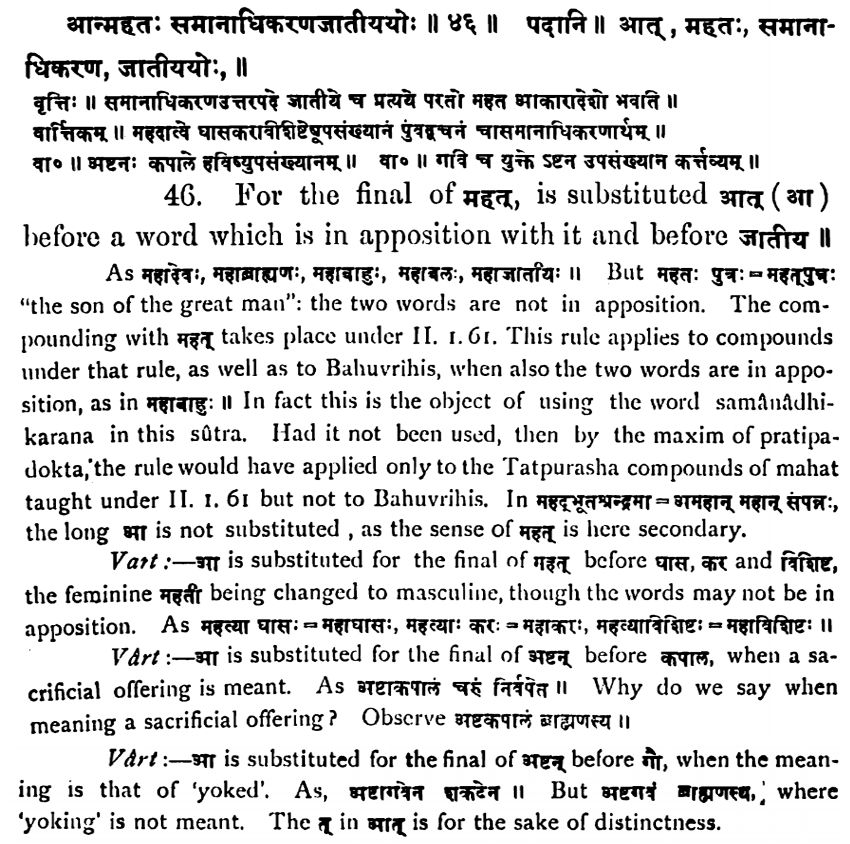 आन्महतः समानाधिकरणजातीययोः ॥ ४६ ॥ पदानि ॥ आत् , महतः, समाना-
धिकरण, जातीययोः, ॥
वृत्तिः ॥ समानाधिकरणउत्तरपदे जातीये च प्रत्यये परतो महत आकारादेशो भवति ॥
वार्त्तिकम् ॥ महदात्वे घासकरविशिष्टेषूपसंख्यानं पुंवद्वचनं चासमानाधिकरणार्थम् ॥
वा० ॥ अष्टनः कपाले हविष्युपसंख्यानम् ॥ वा० ॥ गवि च युक्ते ऽष्टन उपसंख्यान कर्त्तव्यम् ॥
46. For the final of महत्, is substituted आत् ( आ )
before a word which is in apposition with it and before जातीय ॥
As महादेवः, महाब्राह्मणः, महाबाहुः, महाबलः, महाजातीयः ॥ But महतः पुत्रः = महत्पुत्रः
“the son of the great man”: the two words are not in apposition. The com-
pounding with महत् takes place under II. 1. 61. This rule applies to compounds
under that rule, as well as to Bahuvrihis, when also the two words are in appo-
sition, as in महाबाहुः ॥ In fact this is the object of using the word samânâdhi-
karana in this sûtra. Had it not been used, then by the maxim of pratipa-
dokta, the rule would have applied only to the Tatpurasha compounds of mahat
taught under II. 1. 61 but not to Bahuvrihis. In महद्भूतश्चन्द्रमा = अमहान् महान् संपन्नः,
the long आ is not substituted , as the sense of महत् is here secondary.
Vart :—आ is substituted for the final of महत् before घास, कर and विशिष्ट,
the feminine महती being changed to masculine, though the words may not be in
apposition. As महत्या घासः = महाघासः, महत्याः करः = महाकरः, महत्याविशिष्टः = महाविशिष्टः ॥
Vârt :—आ is substituted for the final of अष्टन् before कपाल, when a sa-
crificial offering is meant. As अष्टाकपालं चरुं निर्वपेत ॥ Why do we say when
meaning a sacrificial offering? Observe अष्टकपालं ब्राह्मणस्य ॥
Vârt :—आ is substituted for the final of अष्टन् before गौ, when the mean-
ing is that of ‘yoked’. As, अष्टागवेन शकटेन ॥ But अष्टगवं ब्राह्मणस्य, where
‘yoking’ is not meant. The त् in आत् is for the sake of distinctness.